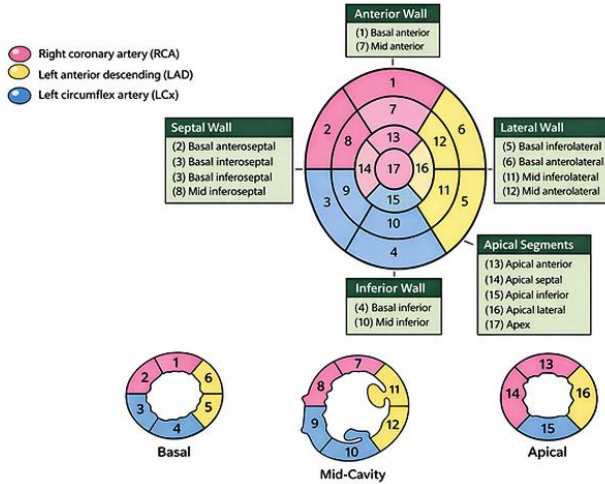 Anterior Wall
(1) Basal anterior
(7) Mid anterior
Right coronary artery (RCA)
Left anterior descending (LAD)
Left circumflex artery (LCx)
Septal Wall
(2) Basal anteroseptal
(3) Basal interoseptal
(3) Basal inferoseptal
(8) Mid inferoseptal
1
7
13
2
8
14
17
16
12
6
3
9
15
11
5
10
4
Lateral Wall
(5) Basal inferolateral
(6) Basal anterolateral
(11) Mid inferolateral
(12) Mid anterolateral
Apical Segments
(13) Apical anterior
(14) Apical septal
(15) Apical inferior
(16) Apical lateral
(17) Apex
Inferior Wall
(4) Basal inferior
(10) Mid inferior
1
2
6
3
5
4
Basal
7
8
11
9
12
10
Mid-Cavity
13
14
16
15
Apical